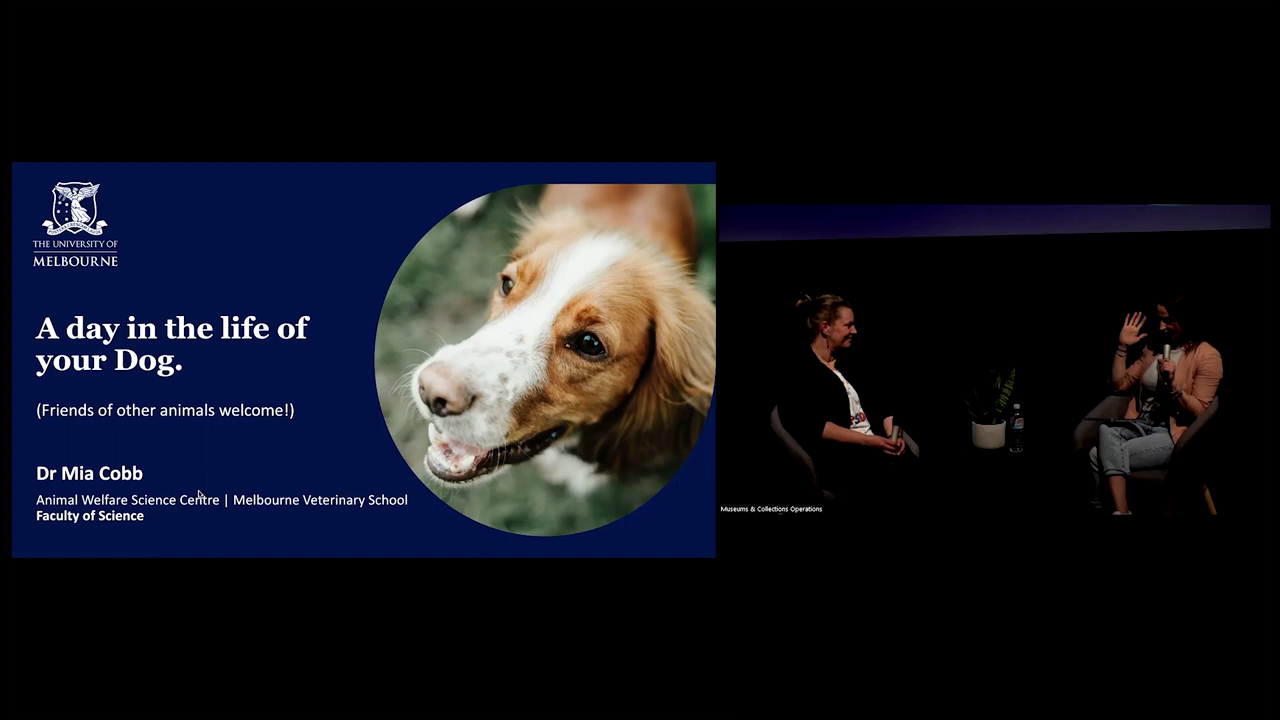 THE UNIVERSITY OF
MELBOURNE
A day in the life of
your Dog.
(Friends of other animals welcome!)
Dr Mia Cobb
Animal Welfare Science Centre | Melbourne Veterinary School
Faculty of Science
Museums & Collections Operations